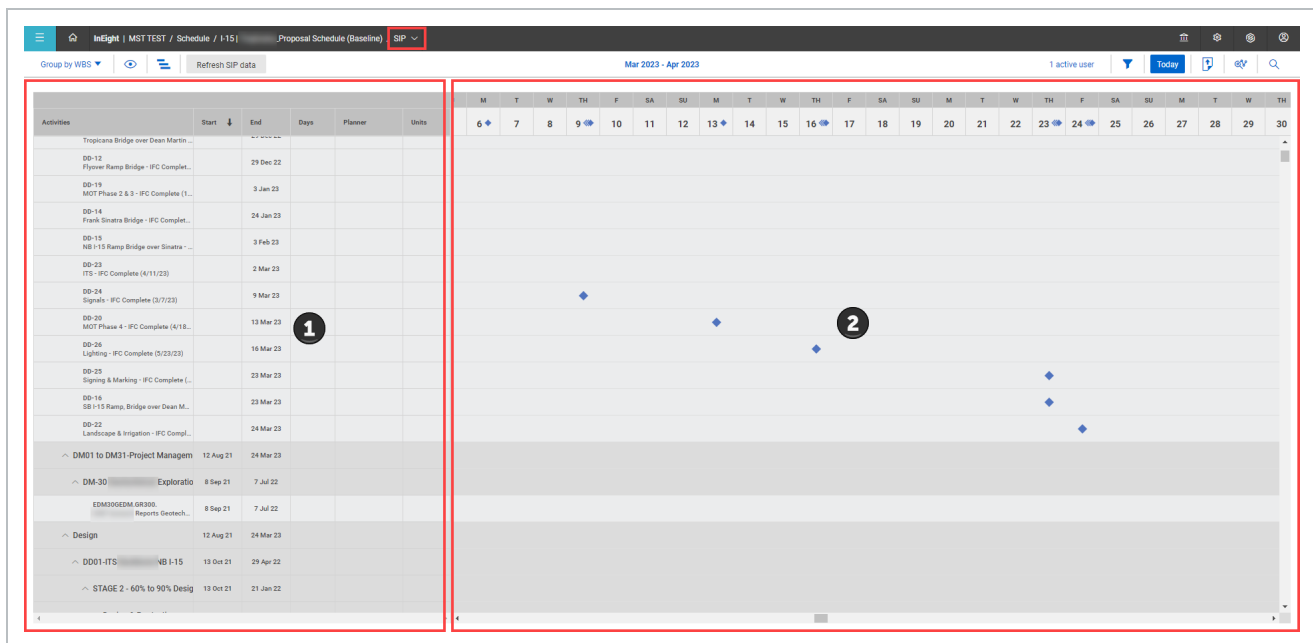 InEight | MST TEST / Schedule / I-15 | _Proposal Schedule (Baseline) SIP
Group by WBS Refresh SIP data Mar 2023 - Apr 2023 1 active user Today
M T W TH F SA SU M T W TH F SA SU M T W TH F SA SU M T W TH
Activities Start End Days Planner Units 6 7 8 9 10 11 12 13 14 15 16 17 18 19 20 21 22 23 24 25 26 27 28 29 30
Tropicana Bridge over Dean Martin ...
DD-12
Flyover Ramp Bridge - IFC Complet... 29 Dec 22
DD-19
MOT Phase 2 & 3 - IFC Complete (1... 3 Jan 23
DD-14
Frank Sinatra Bridge - IFC Complet... 24 Jan 23
DD-15
NB I-15 Ramp Bridge over Sinatra - ... 3 Feb 23
DD-23
ITS - IFC Complete (4/11/23) 2 Mar 23
DD-24
Signals - IFC Complete (3/7/23) 9 Mar 23
DD-20
MOT Phase 4 - IFC Complete (4/18... 13 Mar 23
1 2
DD-26
Lighting - IFC Complete (5/23/23) 16 Mar 23
DD-25
Signing & Marking - IFC Complete (... 23 Mar 23
DD-16
SB I-15 Ramp, Bridge over Dean M... 23 Mar 23
DD-22
Landscape & Irrigation - IFC Compl... 24 Mar 23
DM01 to DM31-Project Managem 12 Aug 21 24 Mar 23
DM-30 Exploratio 8 Sep 21 7 Jul 22
EDM30GEDM.GR300.
Reports Geotech... 8 Sep 21 7 Jul 22
Design 12 Aug 21 24 Mar 23
DD01-ITS NB I-15 13 Oct 21 29 Apr 22
STAGE 2 - 60% to 90% Desig 13 Oct 21 21 Jan 22